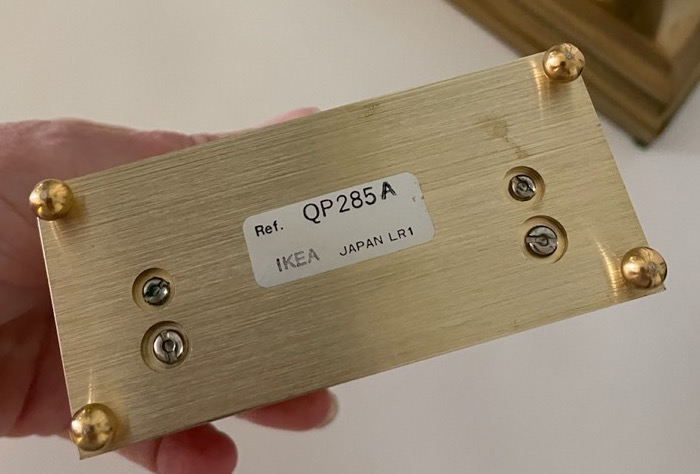 Ref. QP285A
IKEA JAPAN LR1